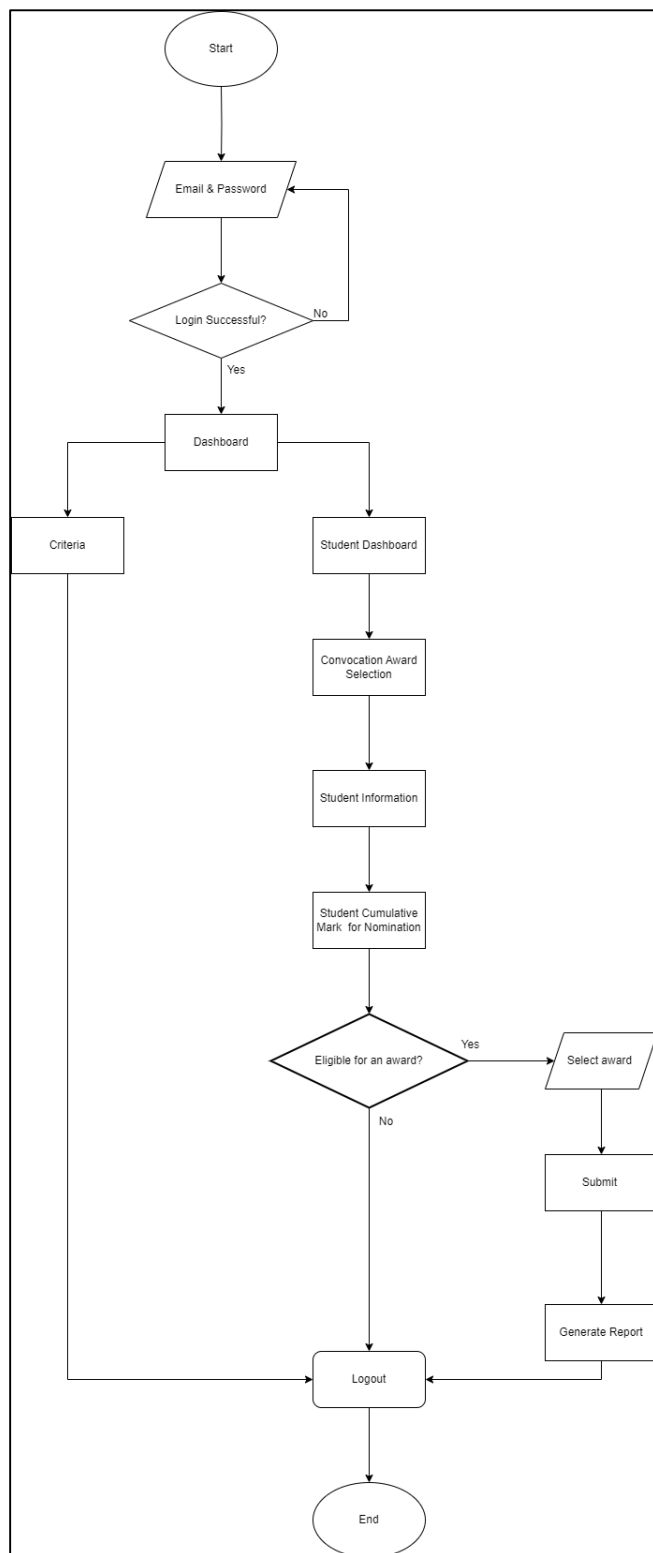 Start
Email & Password
Login Successful?
No
Yes
Dashboard
Criteria
Student Dashboard
Convocation Award
Selection
Student Information
Student Cumulative
Mark for Nomination
Eligible for an award?
Yes
Select award
No
Submit
Generate Report
Logout
End